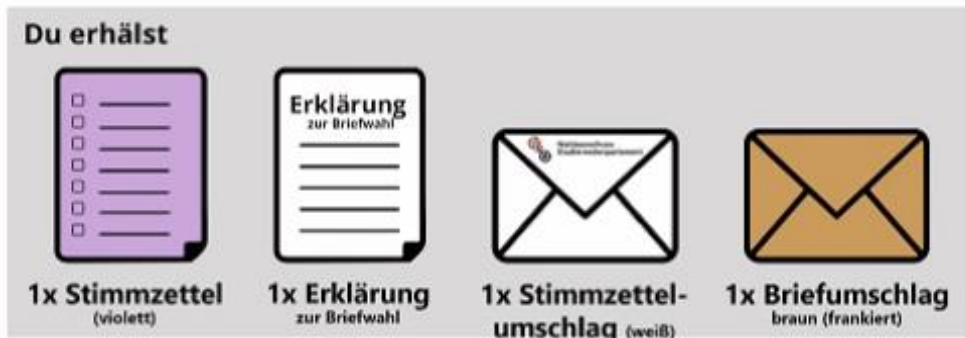 Du erhälst
Erklärung
zur Briefwahl
1x Stimmzettel
(violett)
1x Erklärung
zur Briefwahl
1x Stimmzettel-
umschlag (weiß)
1x Briefumschlag
braun (frankiert)